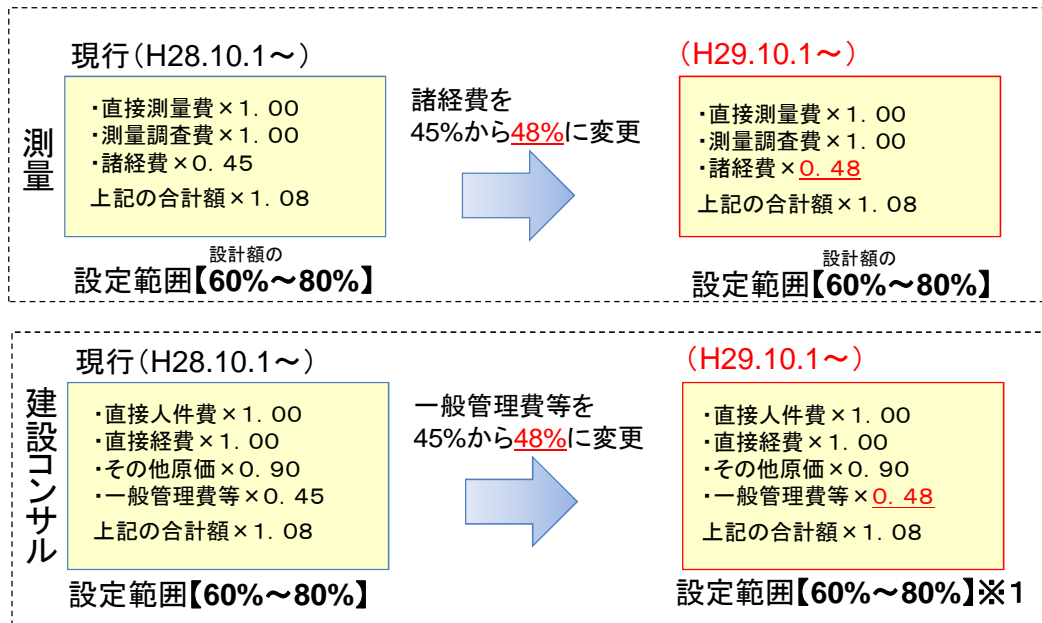 測量
現行(H28.10.1～)
・直接測量費×1.00
・測量調査費×1.00
・諸経費×0.45
上記の合計額×1.08
設計額の
設定範囲【60%～80%】
諸経費を
45%から48%に変更
(H29.10.1～)
・直接測量費×1.00
・測量調査費×1.00
・諸経費×0.48
上記の合計額×1.08
設計額の
設定範囲【60%～80%】
建設コンサル
現行(H28.10.1～)
・直接人件費×1.00
・直接経費×1.00
・その他原価×0.90
・一般管理費等×0.45
上記の合計額×1.08
設定範囲【60%～80%】
一般管理費等を
45%から48%に変更
(H29.10.1～)
・直接人件費×1.00
・直接経費×1.00
・その他原価×0.90
・一般管理費等×0.48
上記の合計額×1.08
設定範囲【60%～80%】※1